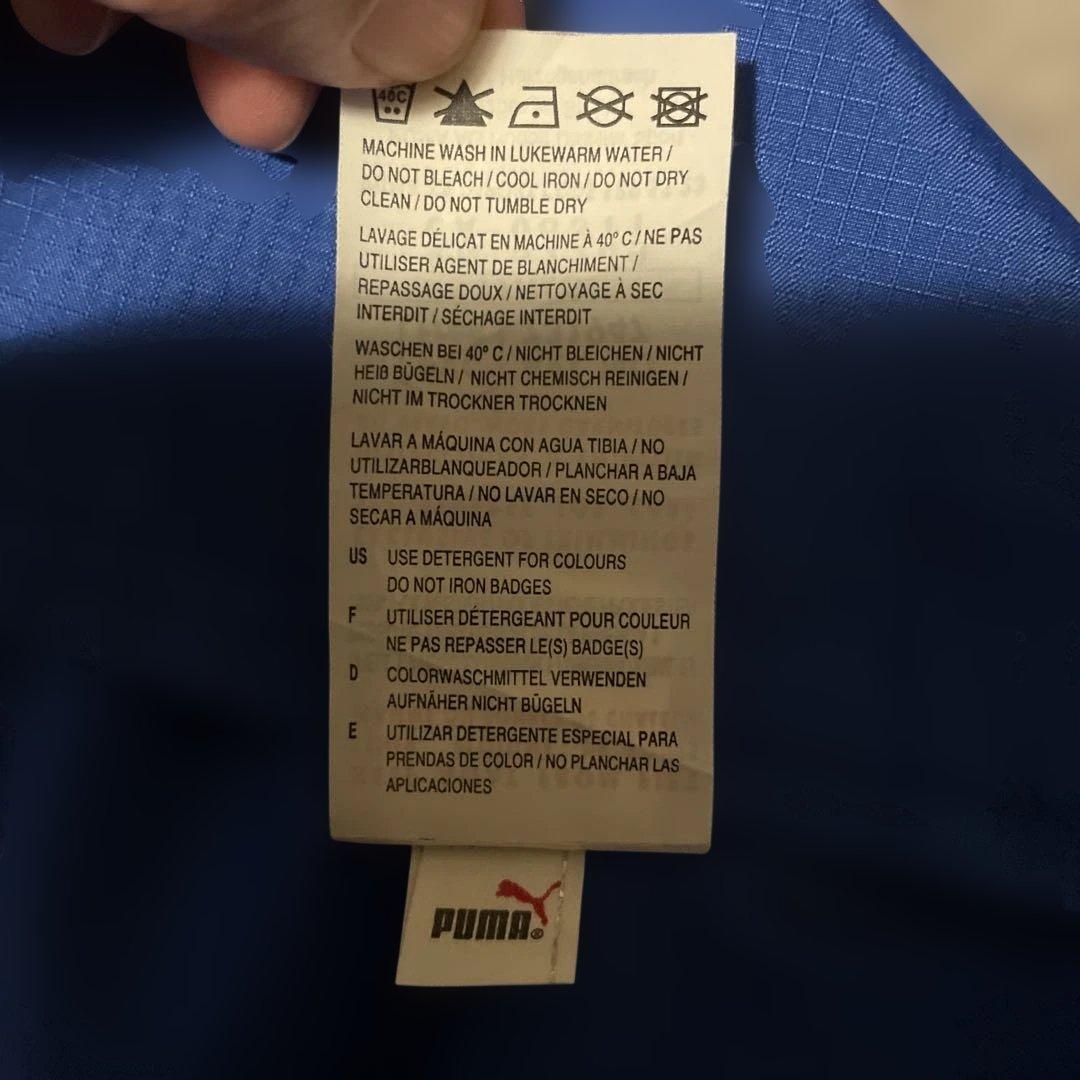 40C
MACHINE WASH IN LUKEWARM WATER /
DO NOT BLEACH / COOL IRON / DO NOT DRY
CLEAN / DO NOT TUMBLE DRY
LAVAGE DÉLICAT EN MACHINE À 40° C / NE PAS
UTILISER AGENT DE BLANCHIMENT /
REPASSAGE DOUX / NETTOYAGE À SEC
INTERDIT / SÉCHAGE INTERDIT
WASCHEN BEI 40° C / NICHT BLEICHEN / NICHT
HEIß BÜGELN / NICHT CHEMISCH REINIGEN /
NICHT IM TROCKNER TROCKNEN
LAVAR A MÁQUINA CON AGUA TIBIA / NO
UTILIZARBLANQUEADOR / PLANCHAR A BAJA
TEMPERATURA / NO LAVAR EN SECO / NO
SECAR A MÁQUINA
US USE DETERGENT FOR COLOURS
DO NOT IRON BADGES
F UTILISER DÉTERGEANT POUR COULEUR
NE PAS REPASSER LE(S) BADGE(S)
D COLORWASCHMITTEL VERWENDEN
AUFNÄHER NICHT BÜGELN
E UTILIZAR DETERGENTE ESPECIAL PARA
PRENDAS DE COLOR / NO PLANCHAR LAS
APLICACIONES
PUMA®